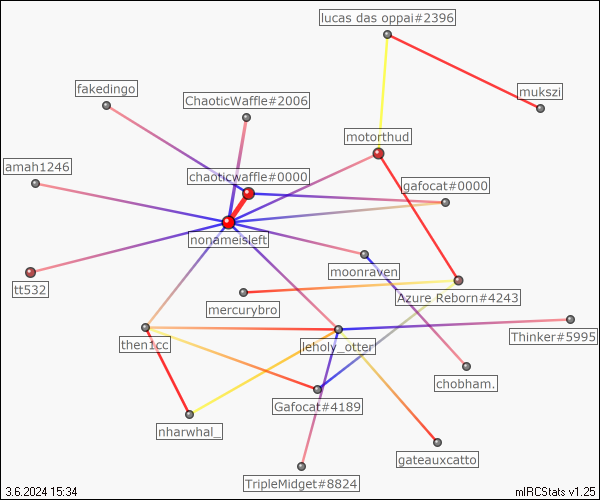 lucas das oppai#2396
fakedingo
mukszi
ChaoticWaffle#2006
motorthud
amah1246
chaoticwaffle#0000
gafocat#0000
nonameisleft
moonraven
tt532
Azure Reborn#4243
mercurybro
Thinker#5995
then1cc
leholy_otter
chobham.
Gafocat#4189
nharwhal_
gateauxcatto
TripleMidget#8824
3.6.2024 15:34
mIRCStats v1.25